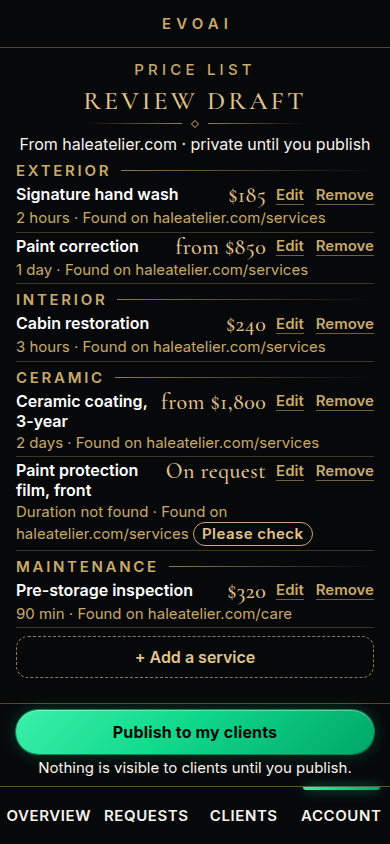 EVOAI
PRICE LIST
REVIEW DRAFT
From haleatelier.com · private until you publish
EXTERIOR
Signature hand wash $185 Edit Remove
2 hours · Found on haleatelier.com/services
Paint correction from $850 Edit Remove
1 day · Found on haleatelier.com/services
INTERIOR
Cabin restoration $240 Edit Remove
3 hours · Found on haleatelier.com/services
CERAMIC
Ceramic coating, from $1,800 Edit Remove
3-year
2 days · Found on haleatelier.com/services
Paint protection On request Edit Remove
film, front
Duration not found · Found on
haleatelier.com/services Please check
MAINTENANCE
Pre-storage inspection $320 Edit Remove
90 min · Found on haleatelier.com/care
+ Add a service
Publish to my clients
Nothing is visible to clients until you publish.
OVERVIEW REQUESTS CLIENTS ACCOUNT